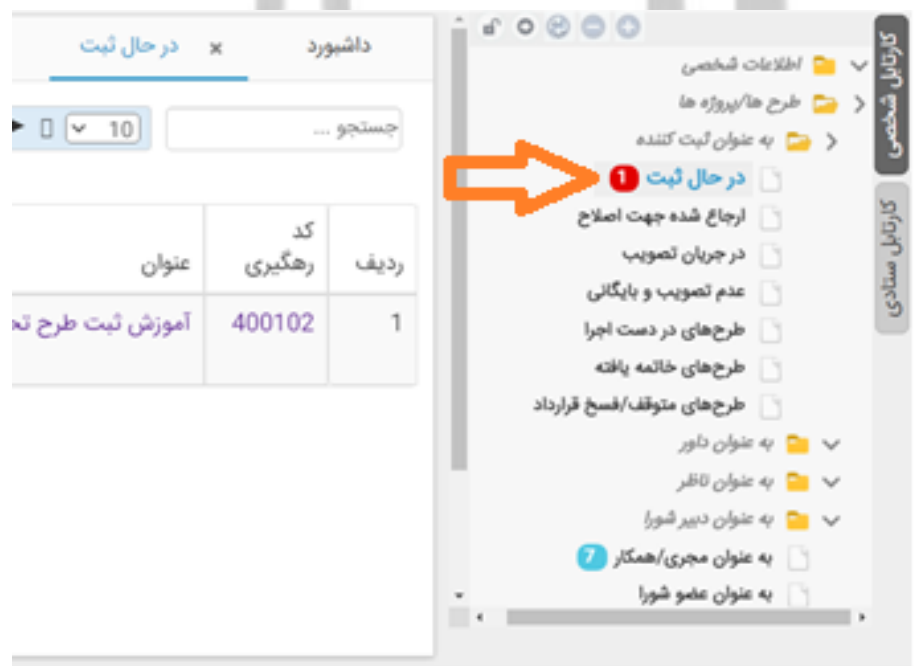 کارتابل شخصی
کارتابل ستادی
اطلاعات شخصی
طرح ها/پروژه ها
به عنوان ثبت کننده
در حال ثبت 1
ارجاع شده جهت اصلاح
در جریان تصویب
عدم تصویب و بایگانی
طرح‌های در دست اجرا
طرح‌های خاتمه یافته
طرح‌های متوقف/فسخ قرارداد
به عنوان داور
به عنوان ناظر
به عنوان دبیر شورا
به عنوان مجری/همکار 7
به عنوان عضو شورا
داشبورد
در حال ثبت ×
جستجو ...
10
ردیف کد رهگیری عنوان
1 400102 آموزش ثبت طرح تح